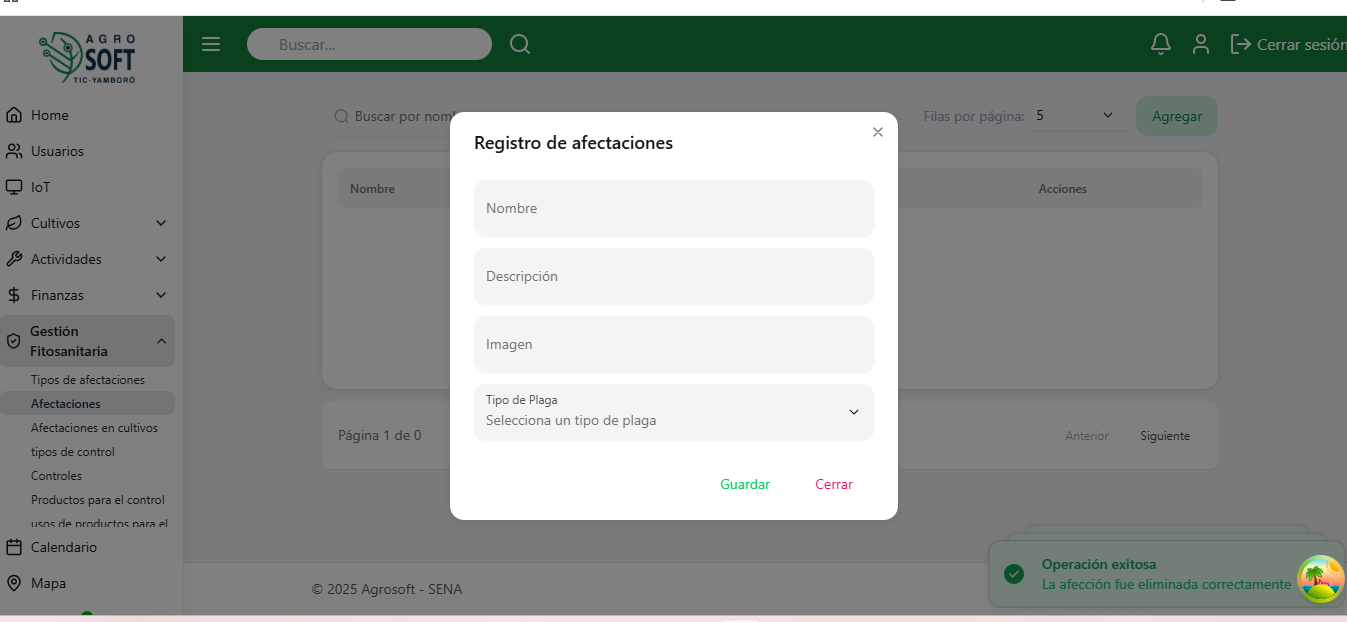 AGRO
SOFT
TIC-YAMBORÓ
Buscar...
Cerrar sesión
Home
Usuarios
IoT
Cultivos
Actividades
Finanzas
Gestión
Fitosanitaria
Tipos de afectaciones
Afectaciones
Afectaciones en cultivos
tipos de control
Controles
Productos para el control
usos de productos para el
Calendario
Mapa
Buscar por nom
Filas por página: 5
Agregar
Nombre
Acciones
Registro de afectaciones
Nombre
Descripción
Imagen
Tipo de Plaga
Selecciona un tipo de plaga
Guardar
Cerrar
Página 1 de 0
Anterior
Siguiente
Operación exitosa
La afección fue eliminada correctamente
© 2025 Agrosoft - SENA